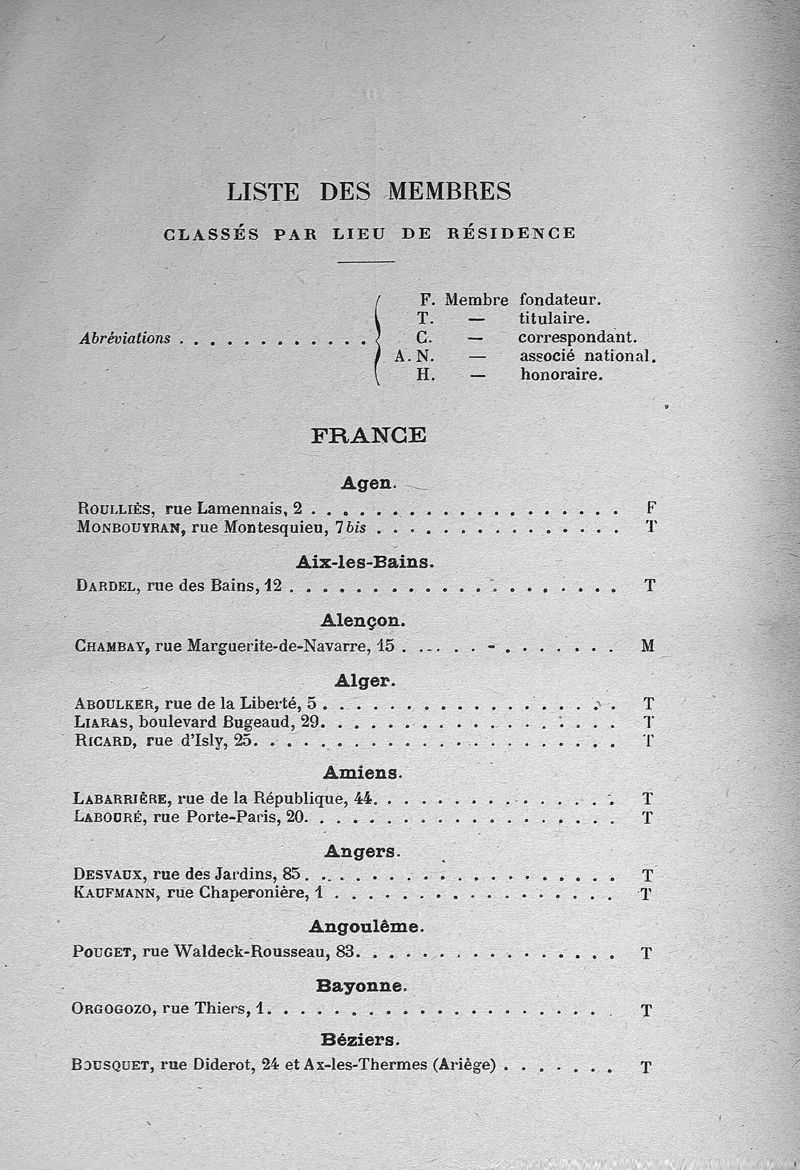 LISTE DES MEMBRES
CLASSÉS PAR LIEU DE RÉSIDENCE
Abréviations . . . . . . . . . . . .
F. Membre fondateur.
T. — titulaire.
C. — correspondant.
A. N. — associé national.
H. — honoraire.
FRANCE
Agen.
ROULLIÈS, rue Lamennais, 2 . . . . . . . . . . . . . . . . . . . F
MONBOUYRAN, rue Montesquieu, 7 bis . . . . . . . . . . . . . . . T
Aix-les-Bains.
DARDEL, rue des Bains, 12 . . . . . . . . . . . . . . . . . . . . T
Alençon.
CHAMBAY, rue Marguerite-de-Navarre, 15 . . . . . . . . . . . . . M
Alger.
ABOULKER, rue de la Liberté, 5 . . . . . . . . . . . . . . . . . . T
LIARAS, boulevard Bugeaud, 29. . . . . . . . . . . . . . . . . . . T
RICARD, rue d'Isly, 25. . . . . . . . . . . . . . . . . . . . . . . T
Amiens.
LABARRIÈRE, rue de la République, 44. . . . . . . . . . . . . . . T
LABOURÉ, rue Porte-Paris, 20. . . . . . . . . . . . . . . . . . . . T
Angers.
DESVAUX, rue des Jardins, 85 . . . . . . . . . . . . . . . . . . . T
KAUFMANN, rue Chaperonière, 1 . . . . . . . . . . . . . . . . . . T
Angoulême.
POUGET, rue Waldeck-Rousseau, 83. . . . . . . . . . . . . . . . . T
Bayonne.
ORGOGOZO, rue Thiers, 1. . . . . . . . . . . . . . . . . . . . . . T
Béziers.
BOUSQUET, rue Diderot, 24 et Ax-les-Thermes (Ariège) . . . . . . . T